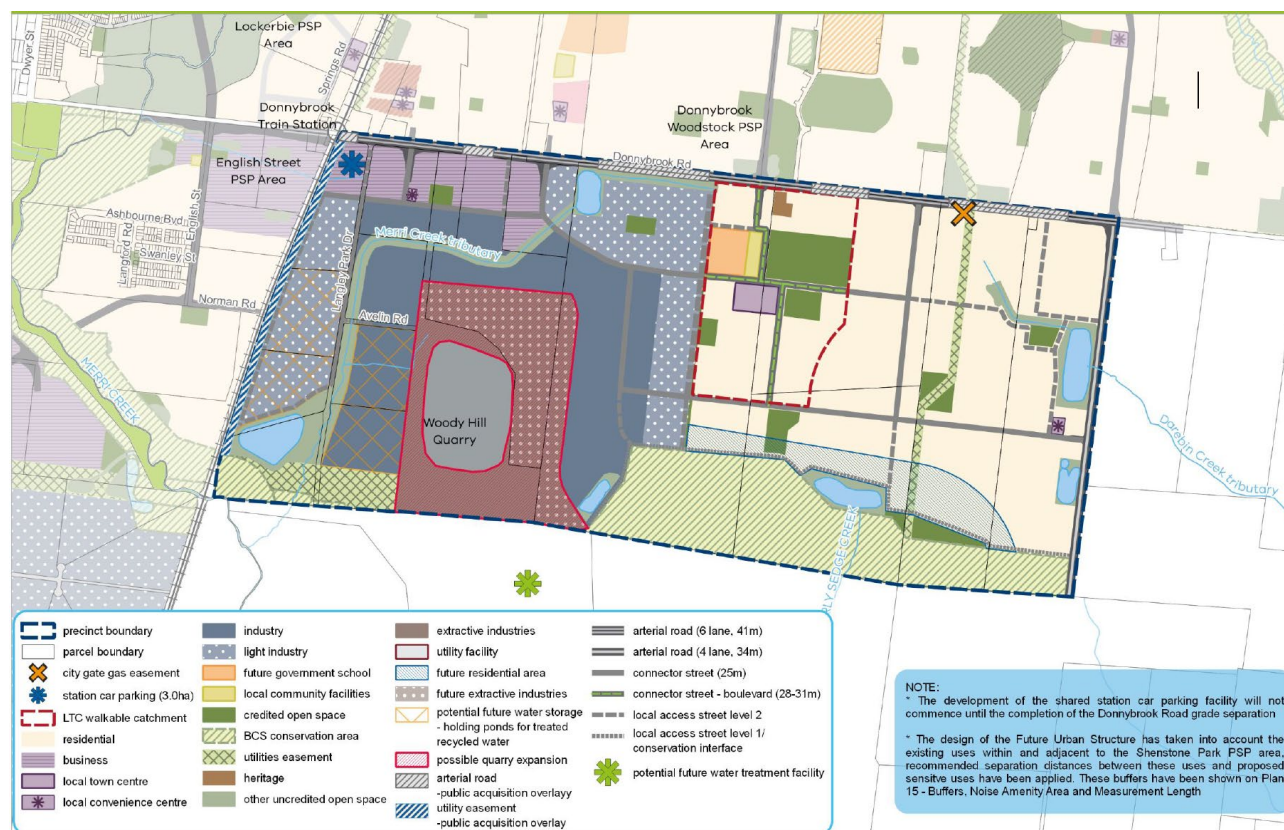 Lockerbie PSP
Area
Dwyer St
Springs Rd
Donnybrook
Train Station
Donnybrook
Woodstock PSP
Area
English Street
PSP Area
Donnybrook Rd
Ashbourne Bvd
Langford Rd
Swanley St
English St
Merri Creek tributary
Langley Park Dr
Norman Rd
Avelin Rd
MERRI CREEK
Woody Hill
Quarry
Darebin Creek tributary
RLY SEDGE CREEK
precinct boundary
parcel boundary
city gate gas easement
station car parking (3.0ha)
LTC walkable catchment
residential
business
local town centre
local convenience centre
industry
light industry
future government school
local community facilities
credited open space
BCS conservation area
utilities easement
heritage
other uncredited open space
extractive industries
utility facility
future residential area
future extractive industries
potential future water storage
- holding ponds for treated
recycled water
possible quarry expansion
arterial road
-public acquisition overlayy
utility easement
-public acquisition overlay
arterial road (6 lane, 41m)
arterial road (4 lane, 34m)
connector street (25m)
connector street - boulevard (28-31m)
local access street level 2
local access street level 1/
conservation interface
potential future water treatment facility
NOTE:
* The development of the shared station car parking facility will not
commence until the completion of the Donnybrook Road grade separation
* The design of the Future Urban Structure has taken into account the
existing uses within and adjacent to the Shenstone Park PSP area,
recommended separation distances between these uses and proposed
sensitve uses have been applied. These buffers have been shown on Plan
15 - Buffers, Noise Amenity Area and Measurement Length